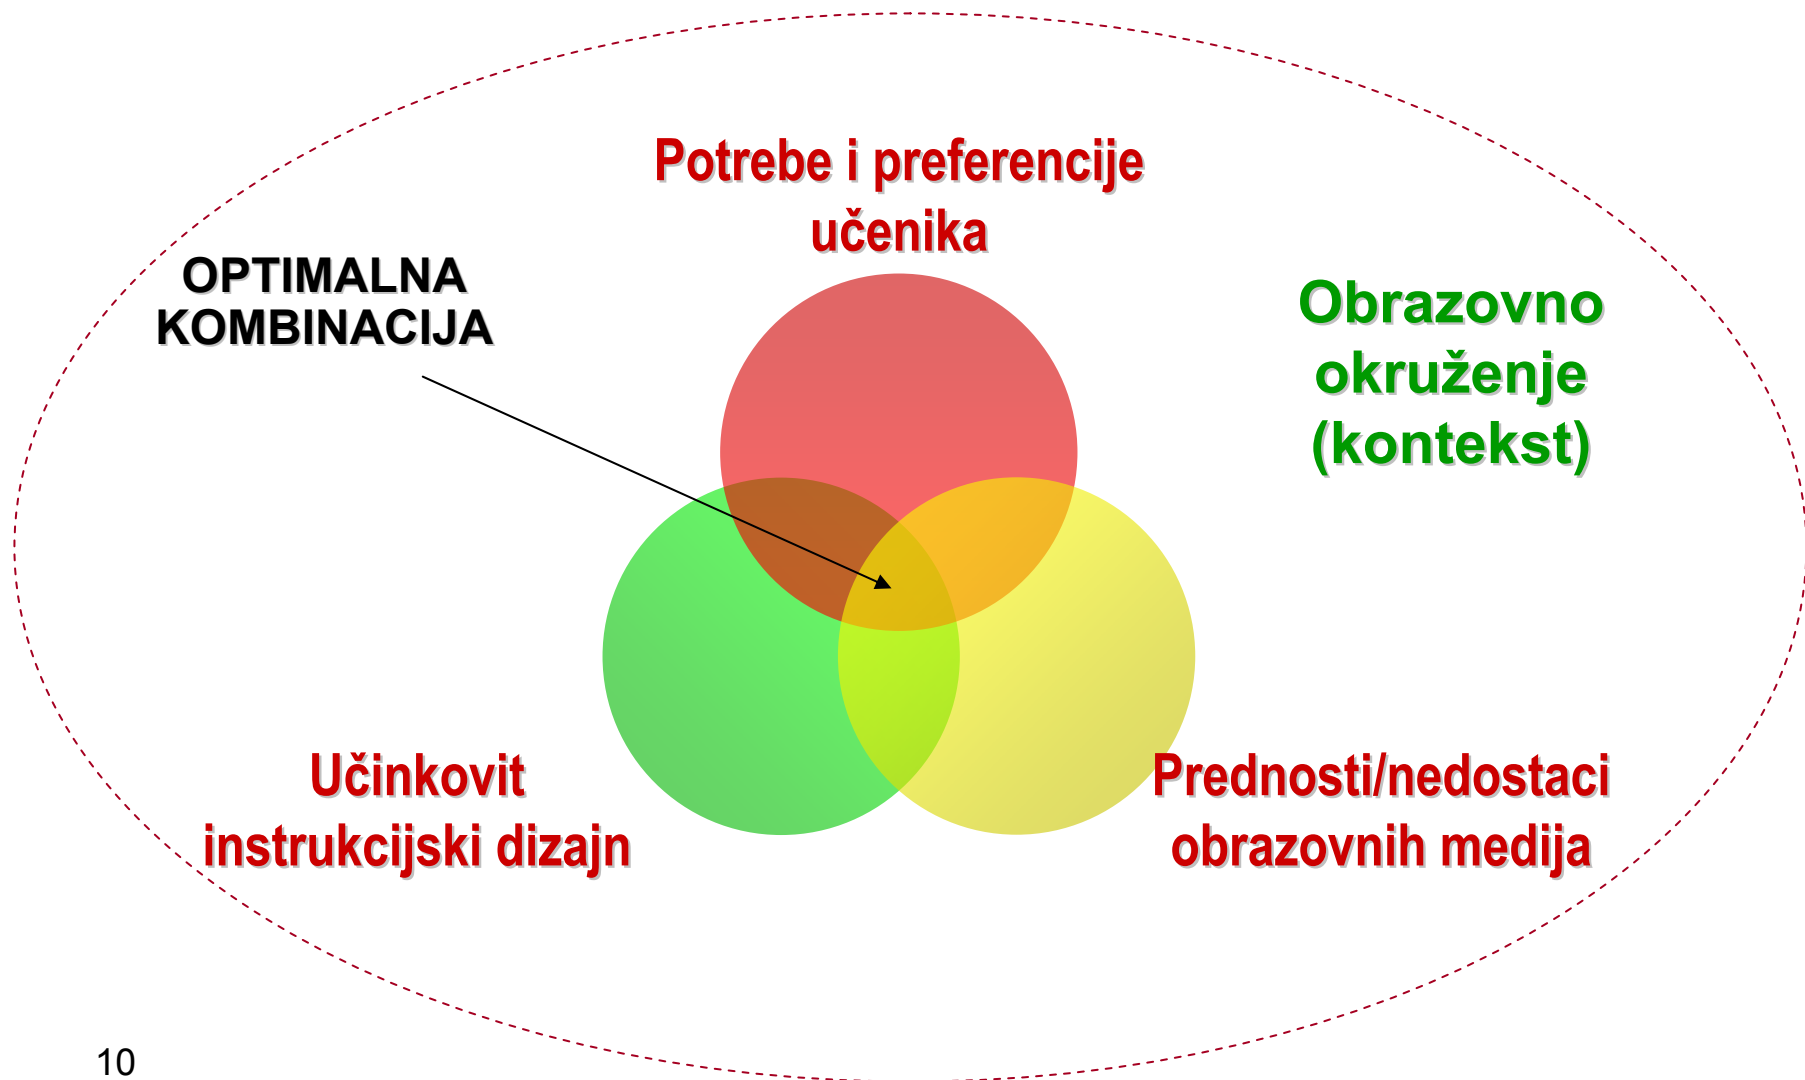 Potrebe i preferencije
učenika
OPTIMALNA
KOMBINACIJA
Obrazovno
okruženje
(kontekst)
Učinkovit
instrukcijski dizajn
Prednosti/nedostaci
obrazovnih medija
10